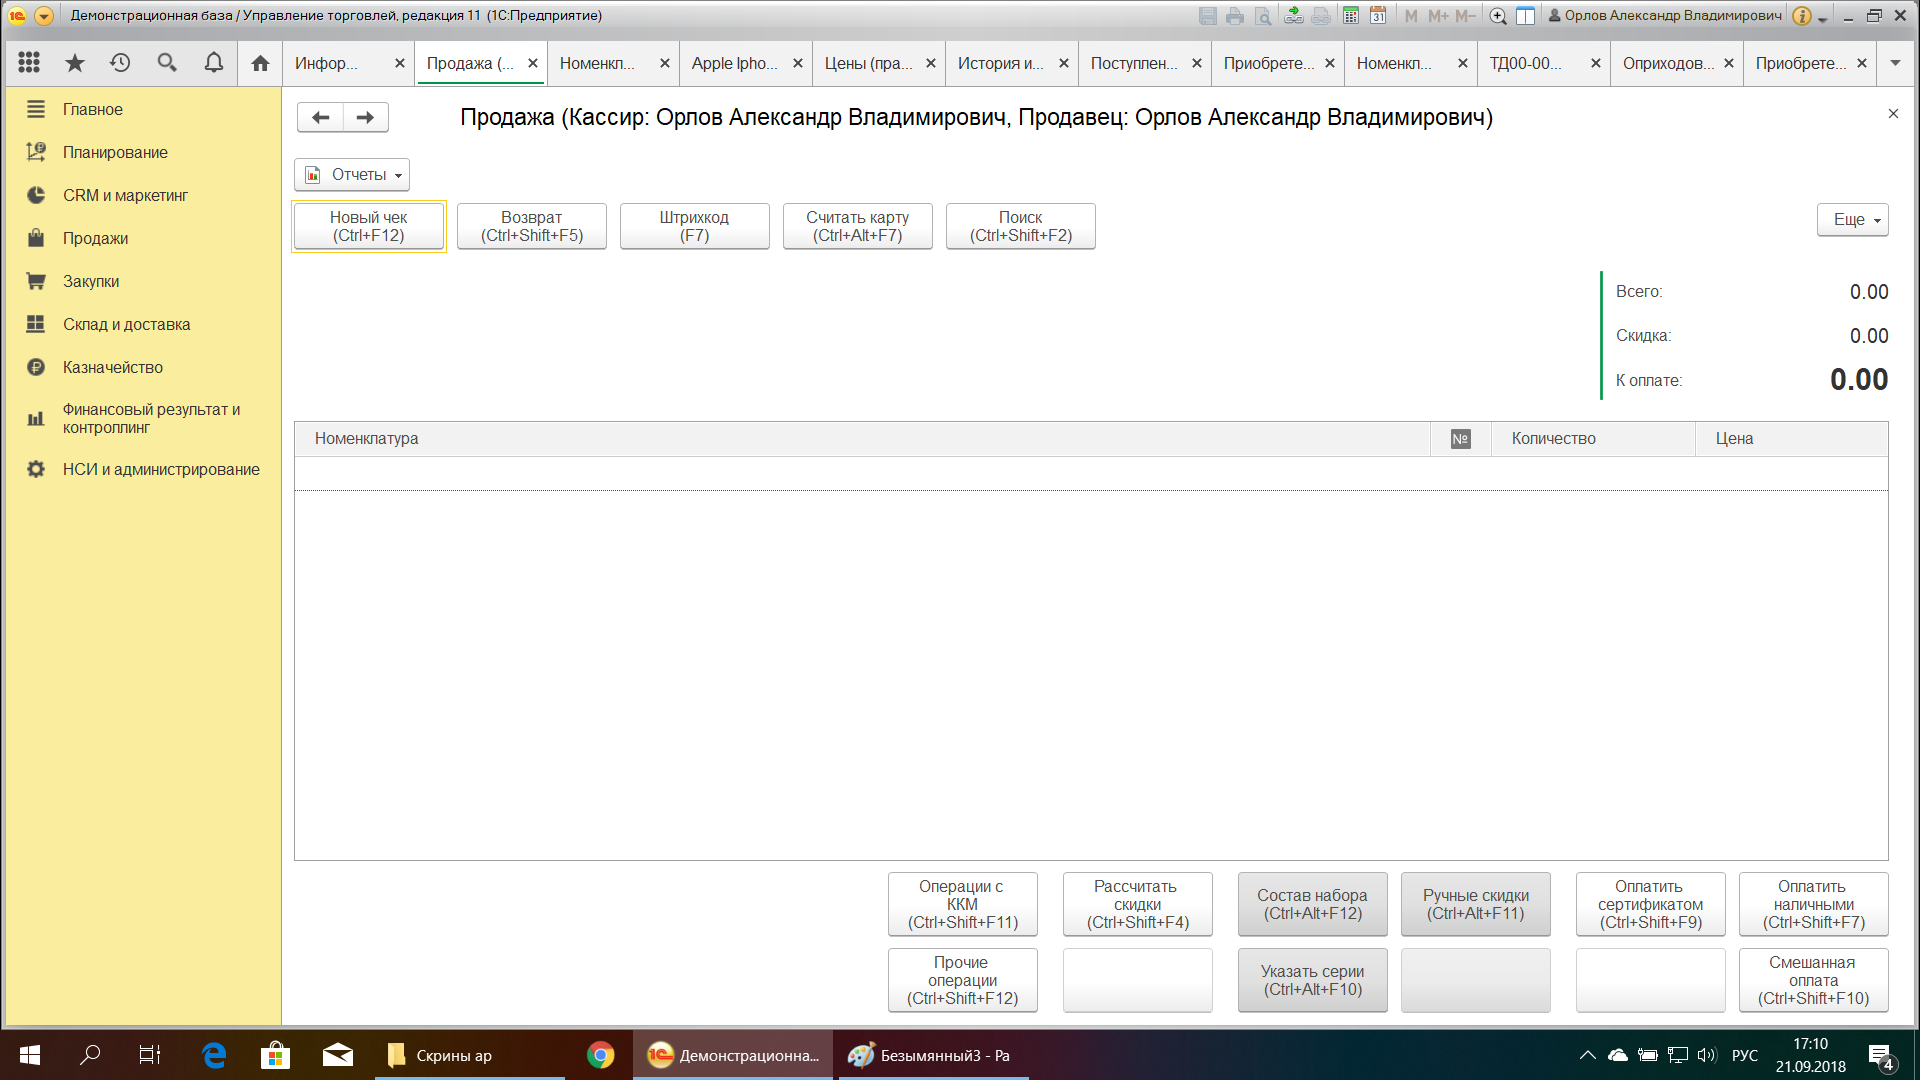 Демонстрационная база / Управление торговлей, редакция 11 (1С:Предприятие)
M M+ M-
Орлов Александр Владимирович
Инфор...
Продажа (...
Номенкл...
Apple Ipho...
Цены (пра...
История и...
Поступлен...
Приобрете...
Номенкл...
ТД00-00...
Оприходов...
Приобрете...
Главное
Планирование
CRM и маркетинг
Продажи
Закупки
Склад и доставка
Казначейство
Финансовый результат и
контроллинг
НСИ и администрирование
Продажа (Кассир: Орлов Александр Владимирович, Продавец: Орлов Александр Владимирович)
Отчеты
Новый чек
(Ctrl+F12)
Возврат
(Ctrl+Shift+F5)
Штрихкод
(F7)
Считать карту
(Ctrl+Alt+F7)
Поиск
(Ctrl+Shift+F2)
Еще
Всего: 0.00
Скидка: 0.00
К оплате: 0.00
Номенклатура № Количество Цена
Операции с
ККМ
(Ctrl+Shift+F11)
Рассчитать
скидки
(Ctrl+Shift+F4)
Состав набора
(Ctrl+Alt+F12)
Ручные скидки
(Ctrl+Alt+F11)
Оплатить
сертификатом
(Ctrl+Shift+F9)
Оплатить
наличными
(Ctrl+Shift+F7)
Прочие
операции
(Ctrl+Shift+F12)
Указать серии
(Ctrl+Alt+F10)
Смешанная
оплата
(Ctrl+Shift+F10)
Скрины ар
Демонстрационна...
Безымянный3 - Pa
РУС
17:10
21.09.2018
4